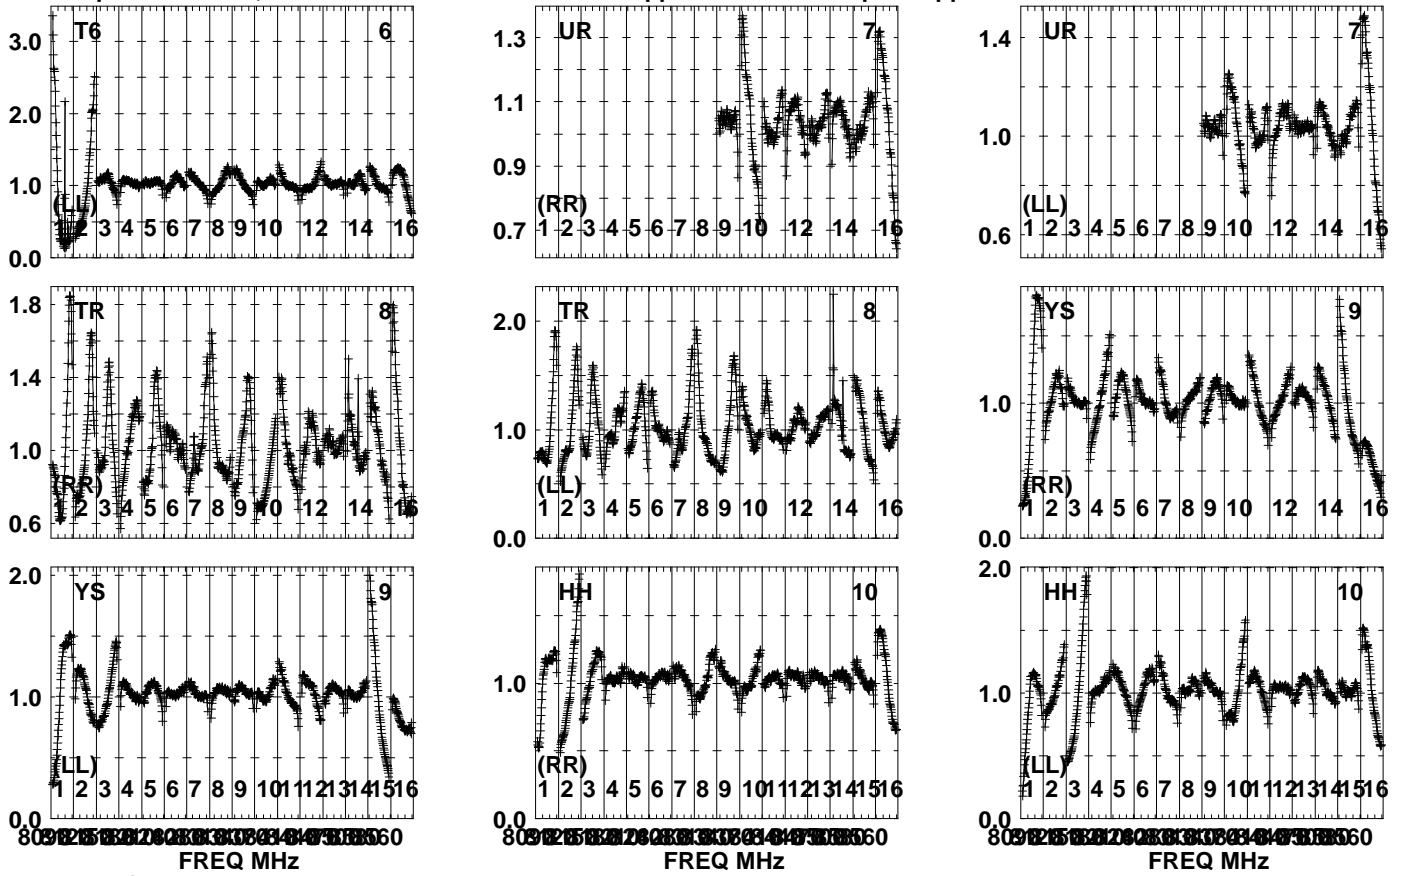 T6 6
3.0
2.0
1.0
0.0
(LL)
1 2 3 4 5 6 7 8 9 10 12 14 16
UR 7
1.3
1.1
0.9
0.7
(RR)
1 2 3 4 5 6 7 8 9 10 12 14 16
UR 7
1.4
1.0
0.6
(LL)
1 2 3 4 5 6 7 8 9 10 12 14 16
TR 8
1.8
1.4
1.0
0.6
(RR)
1 2 3 4 5 6 7 8 9 10 12 14 16
TR 8
2.0
1.0
0.0
(LL)
1 2 3 4 5 6 7 8 9 10 12 14 16
YS 9
1.0
0.0
(RR)
1 2 3 4 5 6 7 8 9 10 12 14 16
YS 9
2.0
1.0
0.0
(LL)
1 2 3 4 5 6 7 8 9 10 11 12 13 14 15 16
FREQ MHz
HH 10
1.0
0.0
(RR)
1 2 3 4 5 6 7 8 9 10 11 12 13 14 15 16
FREQ MHz
HH 10
2.0
1.0
0.0
(LL)
1 2 3 4 5 6 7 8 9 10 11 12 13 14 15 16
FREQ MHz